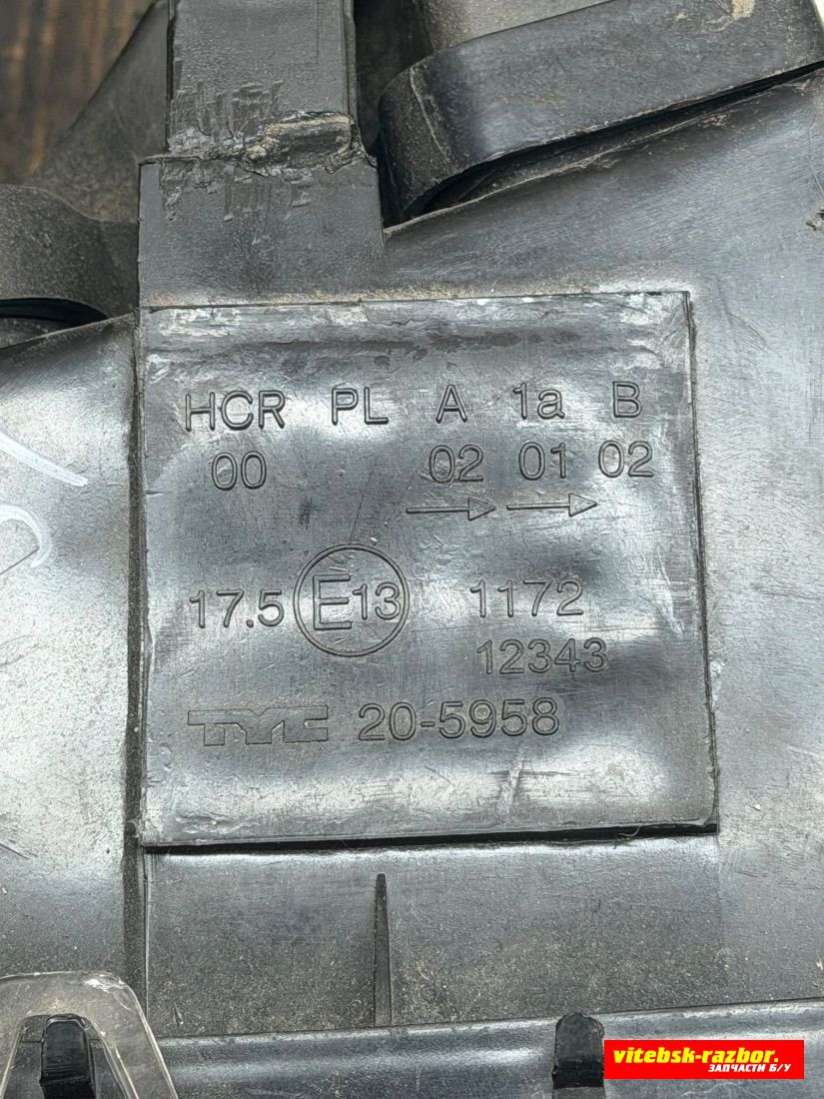 HCR PL A 1a B
00 02 01 02
→ →
17.5 E13 1172
12343
TYC 20-5958
vitebsk-razbor.
ЗАПЧАСТИ Б/У